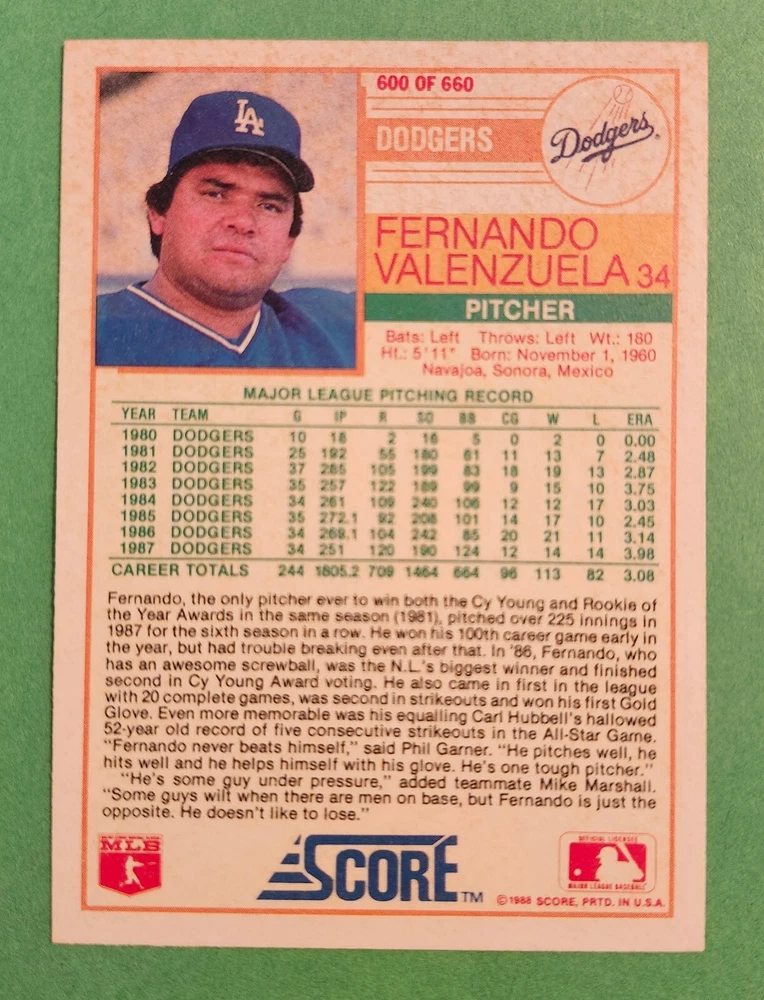 600 OF 660
DODGERS
Dodgers
LA
FERNANDO
VALENZUELA 34
PITCHER
Bats: Left Throws: Left Wt.: 180
Ht.: 5'11" Born: November 1, 1960
Navajoa, Sonora, Mexico
MAJOR LEAGUE PITCHING RECORD
YEAR TEAM G IP R SO BB CG W L ERA
1980 DODGERS 10 18 2 16 5 0 2 0 0.00
1981 DODGERS 25 192 55 180 61 11 13 7 2.48
1982 DODGERS 37 285 105 199 83 18 19 13 2.87
1983 DODGERS 35 257 122 189 99 9 15 10 3.75
1984 DODGERS 34 261 109 240 106 12 12 17 3.03
1985 DODGERS 35 272.1 92 208 101 14 17 10 2.45
1986 DODGERS 34 269.1 104 242 85 20 21 11 3.14
1987 DODGERS 34 251 120 190 124 12 14 14 3.98
CAREER TOTALS 244 1805.2 709 1464 664 96 113 82 3.08
Fernando, the only pitcher ever to win both the Cy Young and Rookie of
the Year Awards in the same season (1981), pitched over 225 innings in
1987 for the sixth season in a row. He won his 100th career game early in
the year, but had trouble breaking even after that. In '86, Fernando, who
has an awesome screwball, was the N.L.'s biggest winner and finished
second in Cy Young Award voting. He also came in first in the league
with 20 complete games, was second in strikeouts and won his first Gold
Glove. Even more memorable was his equalling Carl Hubbell's hallowed
52-year old record of five consecutive strikeouts in the All-Star Game.
"Fernando never beats himself," said Phil Garner. "He pitches well, he
hits well and he helps himself with his glove. He's one tough pitcher."
"He's some guy under pressure," added teammate Mike Marshall.
"Some guys wilt when there are men on base, but Fernando is just the
opposite. He doesn't like to lose."
MLB
SCORE TM
OFFICIAL LICENSEE
MAJOR LEAGUE BASEBALL
©1988 SCORE, PRTD. IN U.S.A.